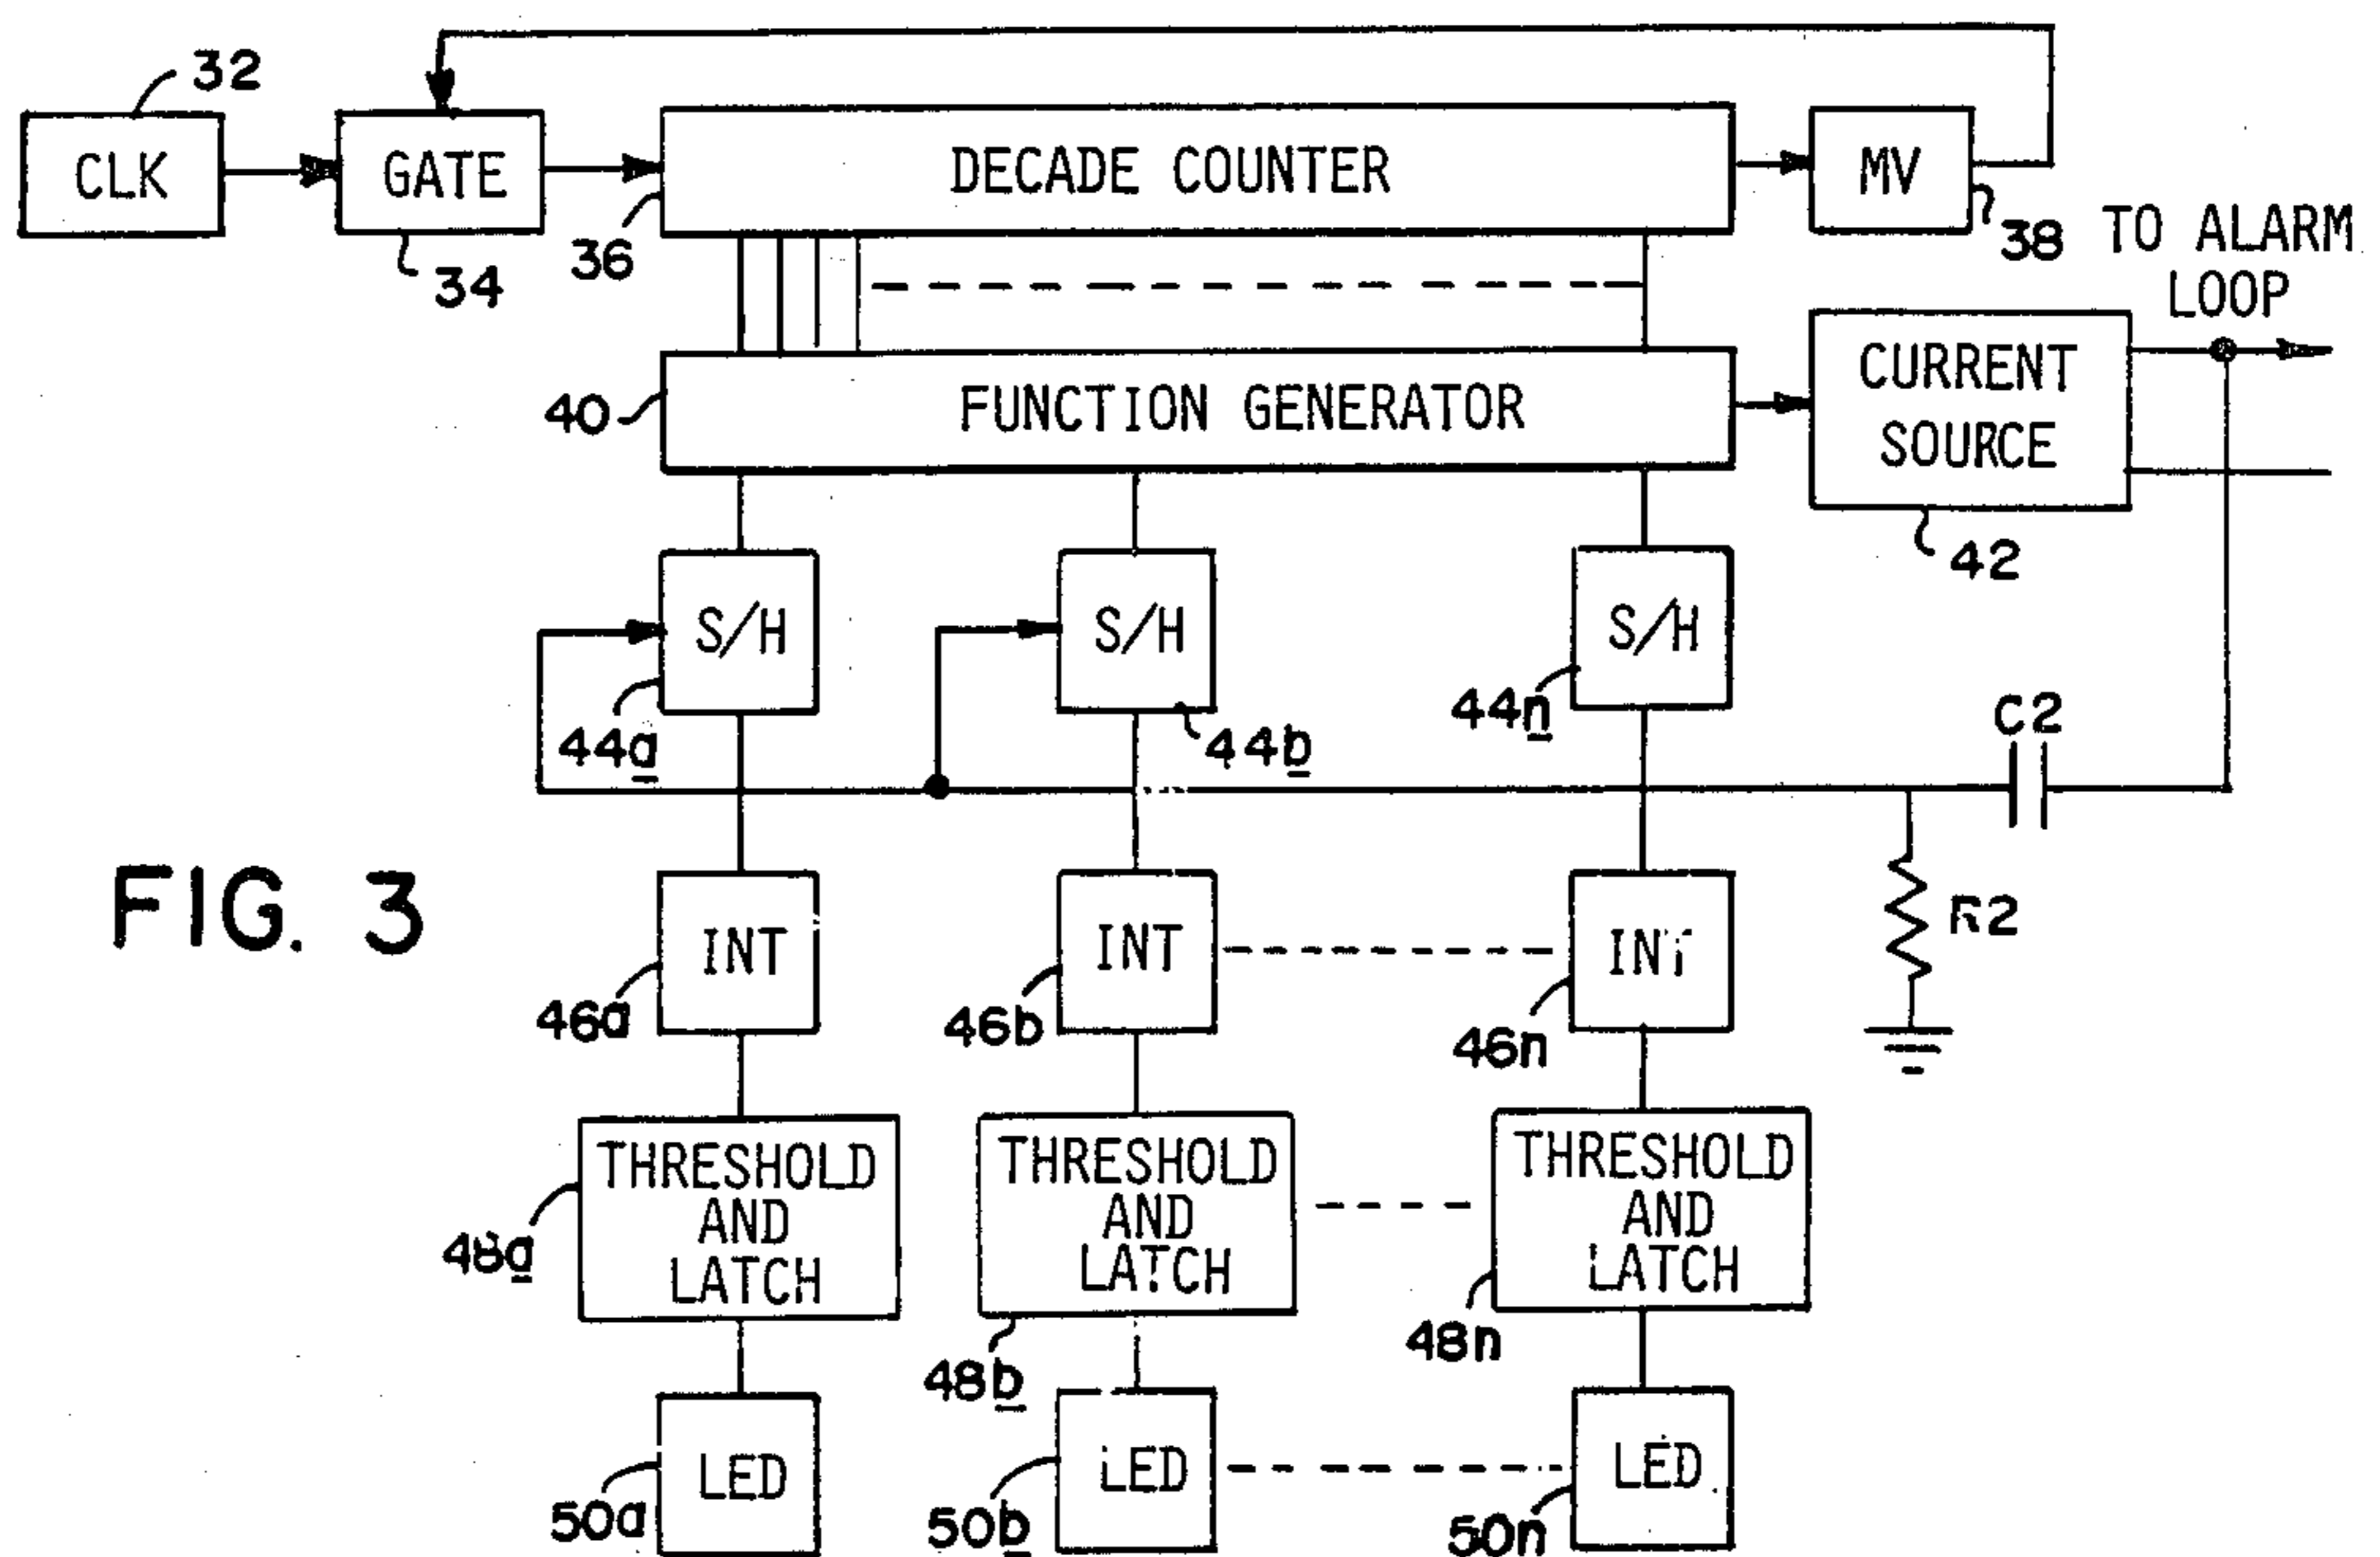 32
CLK
GATE
DECADE COUNTER
MV
34
36
38
TO ALARM
LOOP
40
FUNCTION GENERATOR
CURRENT
SOURCE
42
S/H
S/H
S/H
44a
44b
44n
C2
FIG. 3
INT
INT
INT
R2
46a
46b
46n
THRESHOLD
AND
LATCH
THRESHOLD
AND
LATCH
THRESHOLD
AND
LATCH
48a
48b
48n
LED
LED
LED
50a
50b
50n